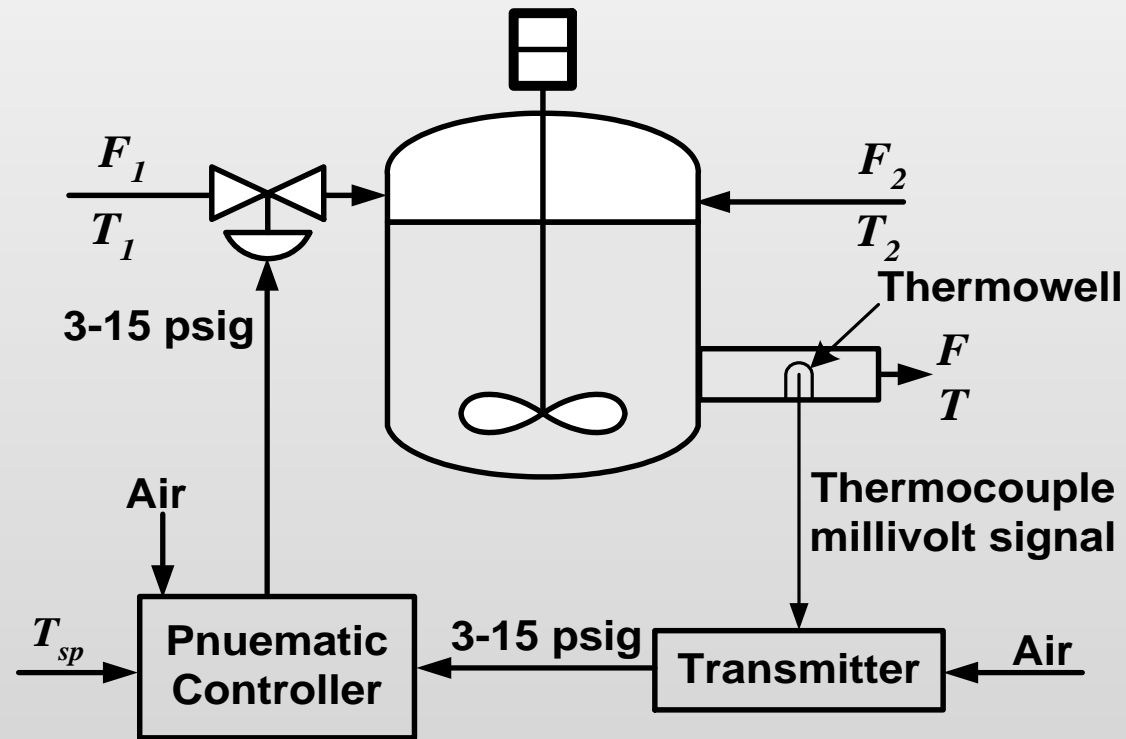 F1
T1
F2
T2
Thermowell
3-15 psig
F
T
Air
Thermocouple
millivolt signal
Tsp
Pnuematic
Controller
3-15 psig
Transmitter
Air